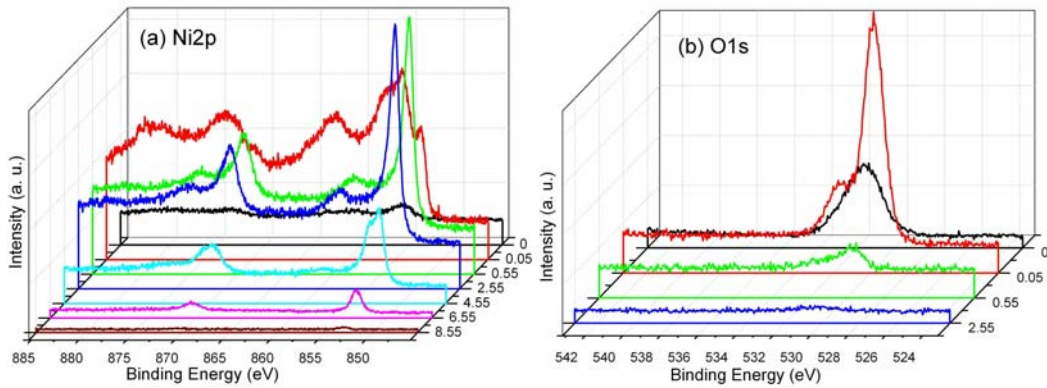 (a) Ni2p
Intensity (a. u.)
0
0.05
0.55
2.55
4.55
6.55
8.55
885 880 875 870 865 860 855 850
Binding Energy (eV)
(b) O1s
Intensity (a. u.)
0
0.05
0.55
2.55
542 540 538 536 534 532 530 528 526 524
Binding Energy (eV)